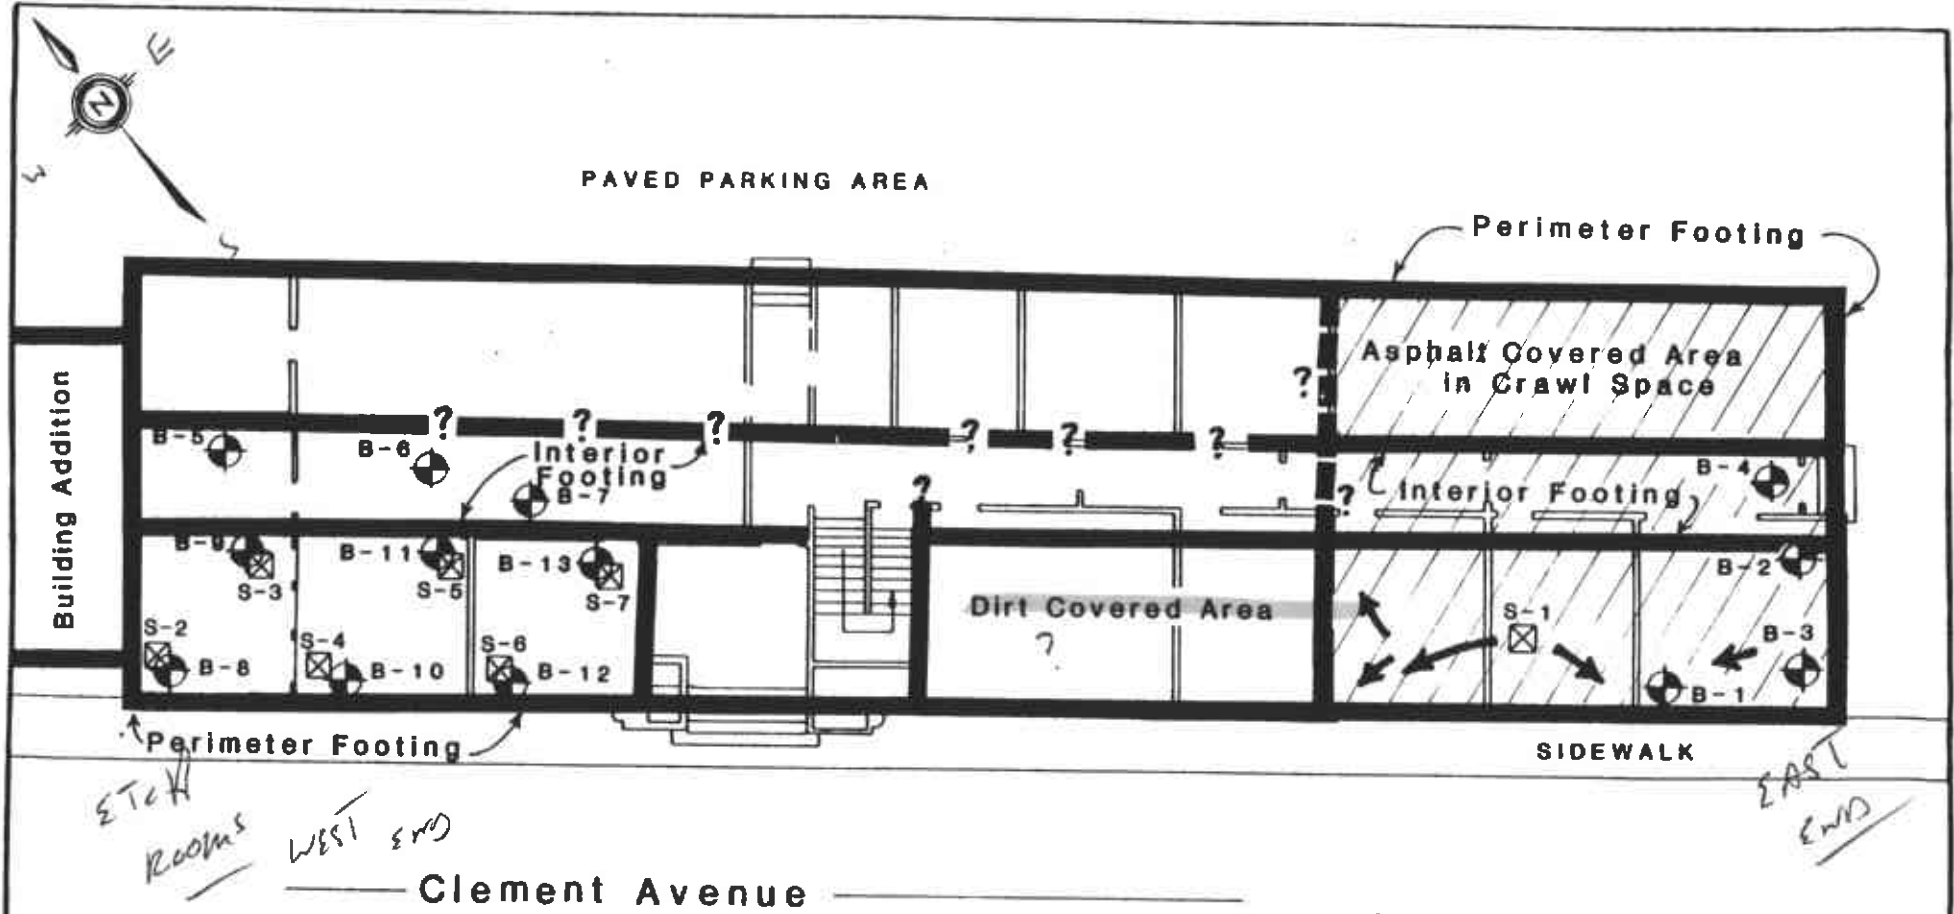 E
N
W
S
PAVED PARKING AREA
Perimeter Footing
Building Addition
Asphalt Covered Area
in Crawl Space
?
?
?
?
?
?
?
?
?
B-5
B-6
Interior
Footing
B-7
B-4
Interior Footing
B-9
S-3
B-11
S-5
B-13
S-7
B-2
Dirt Covered Area
?
S-1
S-2
B-8
S-4
B-10
S-6
B-12
B-3
B-1
Perimeter Footing
SIDEWALK
ETCH
ROOMS
WEST END
EAST
END
Clement Avenue